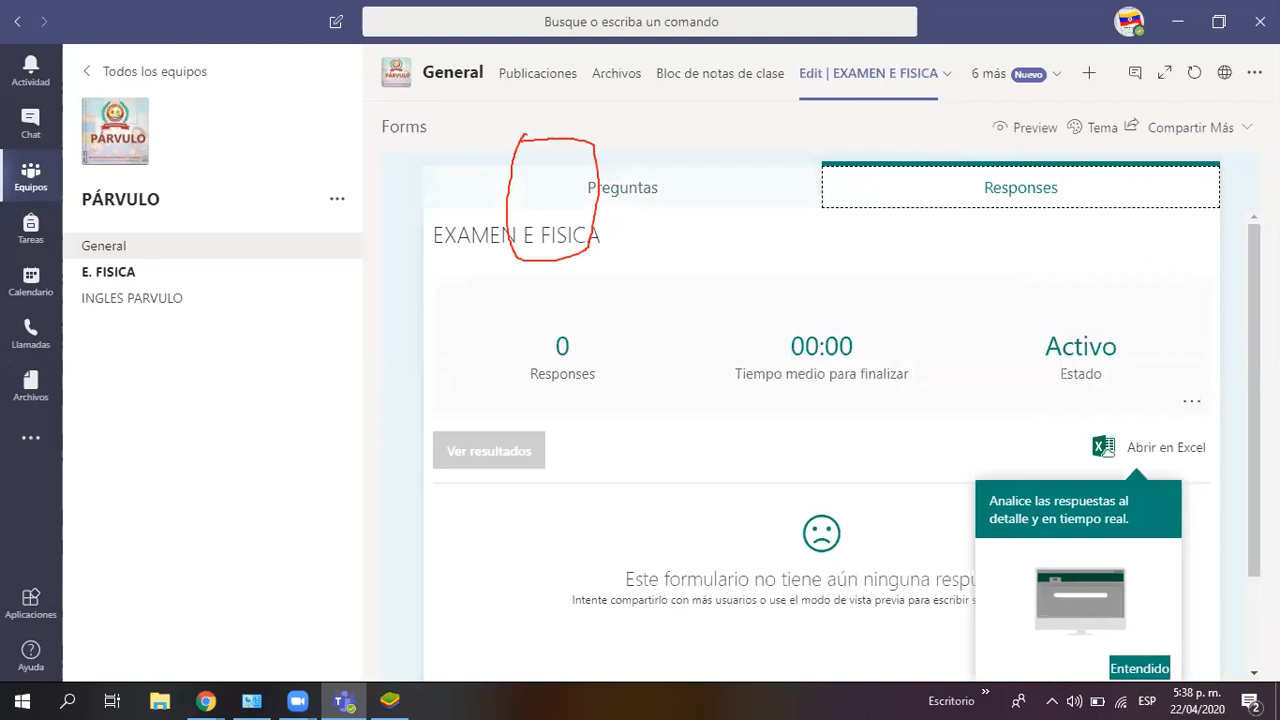 Busque o escriba un comando
Actividad
Chat
Equipos
Tareas
Calendario
Llamadas
Archivos
Aplicaciones
Ayuda
Todos los equipos
PÁRVULO
PÁRVULO
General
E. FISICA
INGLES PARVULO
General Publicaciones Archivos Bloc de notas de clase Edit | EXAMEN E FISICA 6 más Nuevo
Forms Preview Tema Compartir Más
Preguntas Responses
EXAMEN E FISICA
0 00:00 Activo
Responses Tiempo medio para finalizar Estado
Ver resultados Abrir en Excel
Analice las respuestas al
detalle y en tiempo real.
Este formulario no tiene aún ninguna respu
Intente compartirlo con más usuarios o use el modo de vista previa para escribir
Entendido
Escritorio » ESP 5:38 p. m.
22/04/2020 2